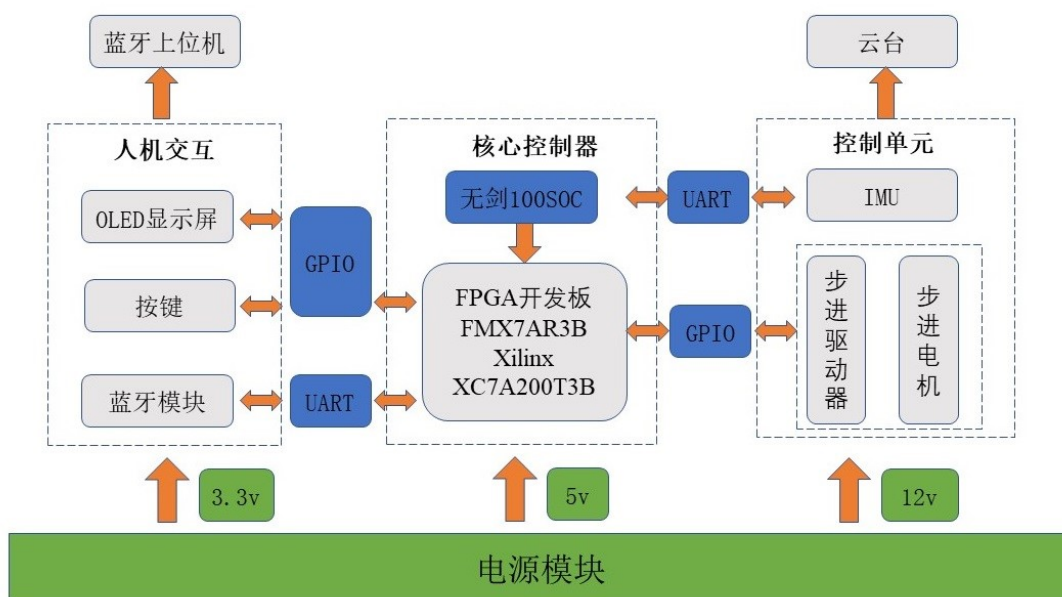 蓝牙上位机
云台
人机交互
核心控制器
控制单元
OLED显示屏
GPIO
按键
蓝牙模块
UART
无剑100SOC
FPGA开发板
FMX7AR3B
Xilinx
XC7A200T3B
UART
IMU
GPIO
步进驱动器
步进电机
3.3v
5v
12v
电源模块